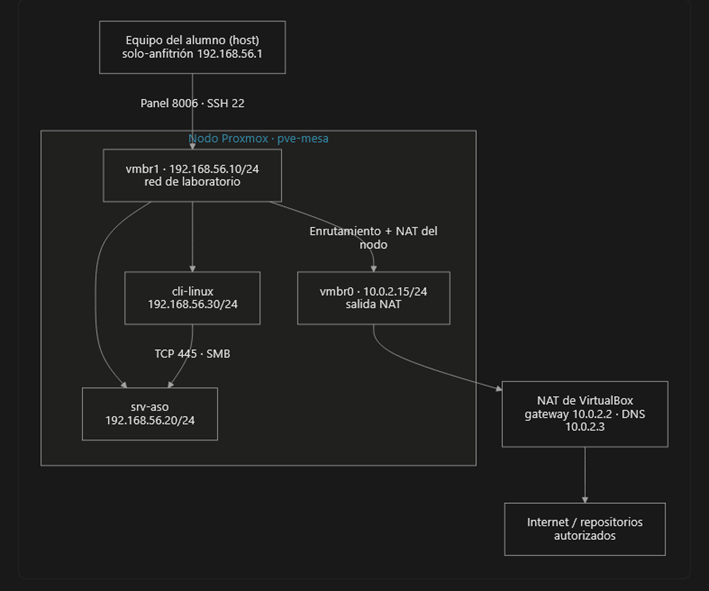 Equipo del alumno (host)
solo-anfitrión 192.168.56.1
Panel 8006 · SSH 22
Nodo Proxmox · pve-mesa
vmbr1 · 192.168.56.10/24
red de laboratorio
Enrutamiento + NAT del
nodo
cli-linux
192.168.56.30/24
vmbr0 · 10.0.2.15/24
salida NAT
TCP 445 · SMB
srv-aso
192.168.56.20/24
NAT de VirtualBox
gateway 10.0.2.2 · DNS
10.0.2.3
Internet / repositorios
autorizados